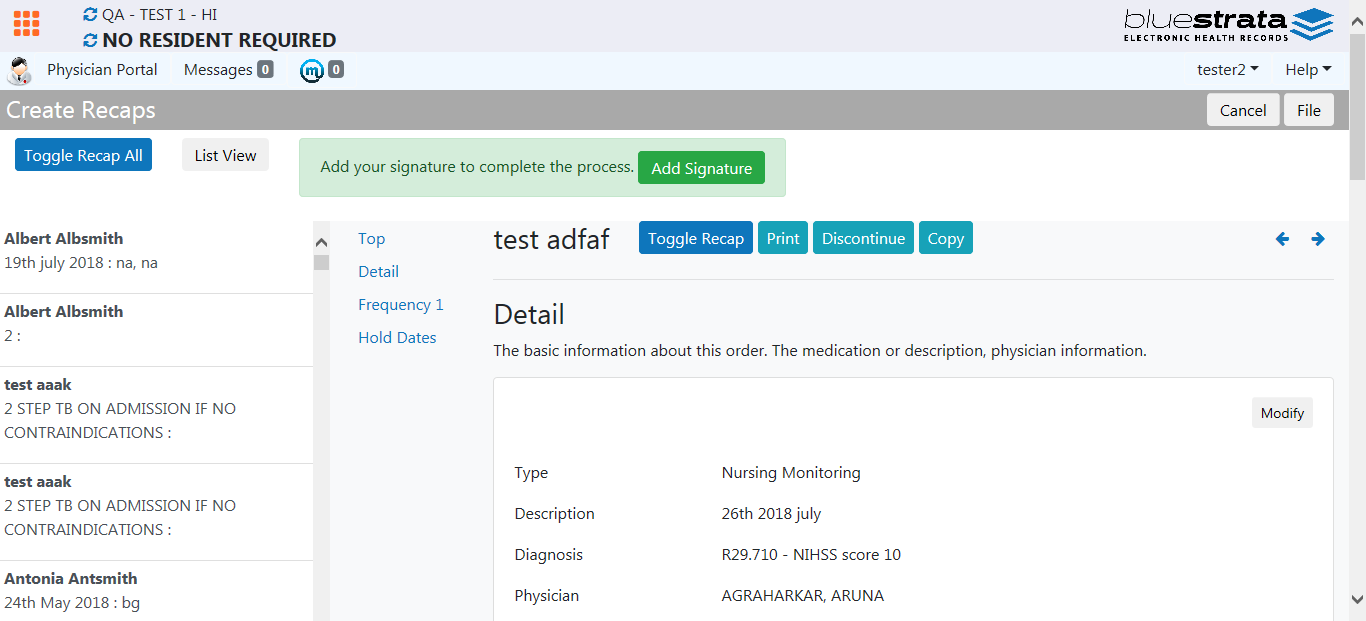 QA - TEST 1 - HI
NO RESIDENT REQUIRED
bluestrata
ELECTRONIC HEALTH RECORDS
Physician Portal
Messages 0
m 0
tester2
Help
Create Recaps
Cancel
File
Toggle Recap All
List View
Add your signature to complete the process.
Add Signature
Albert Albsmith
19th july 2018 : na, na
Albert Albsmith
2 :
test aaak
2 STEP TB ON ADMISSION IF NO
CONTRAINDICATIONS :
test aaak
2 STEP TB ON ADMISSION IF NO
CONTRAINDICATIONS :
Antonia Antsmith
24th May 2018 : bg
Top
Detail
Frequency 1
Hold Dates
test adfaf
Toggle Recap
Print
Discontinue
Copy
Detail
The basic information about this order. The medication or description, physician information.
Modify
Type Nursing Monitoring
Description 26th 2018 july
Diagnosis R29.710 - NIHSS score 10
Physician AGRAHARKAR, ARUNA